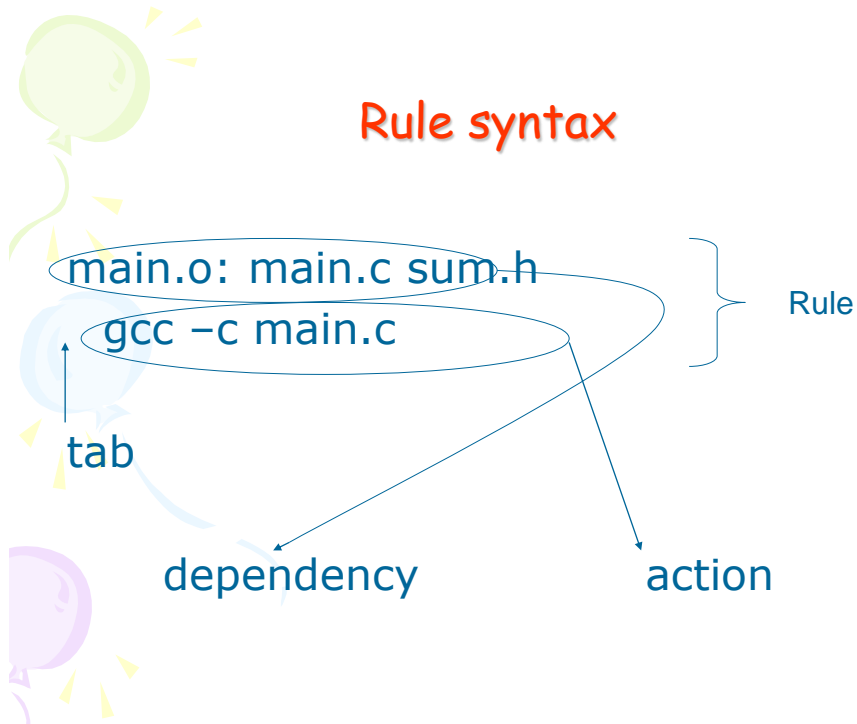 Rule syntax
main.o: main.c sum.h
gcc –c main.c
Rule
tab
dependency
action